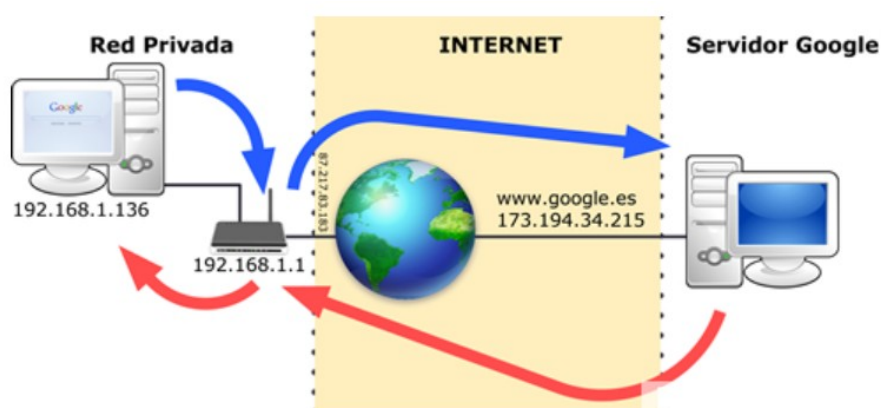 Red Privada
INTERNET
Servidor Google
Google
192.168.1.136
192.168.1.1
87.217.83.183
www.google.es
173.194.34.215